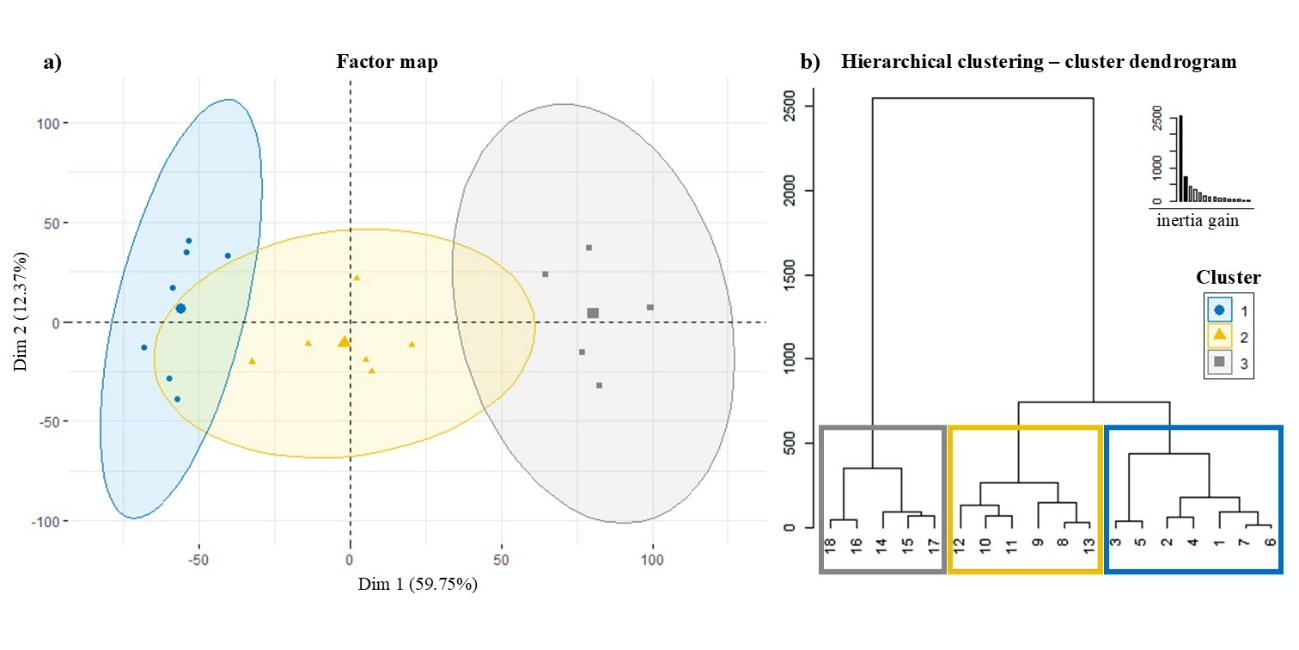 a) Factor map
100
50
0
-50
-100
Dim 2 (12.37%)
-50 0 50 100
Dim 1 (59.75%)
b) Hierarchical clustering – cluster dendrogram
2500
2000
1500
1000
500
0
2500
1000
0
inertia gain
Cluster
1
2
3
18 16 14 15 17 12 10 11 9 8 13 3 5 2 4 1 7 6